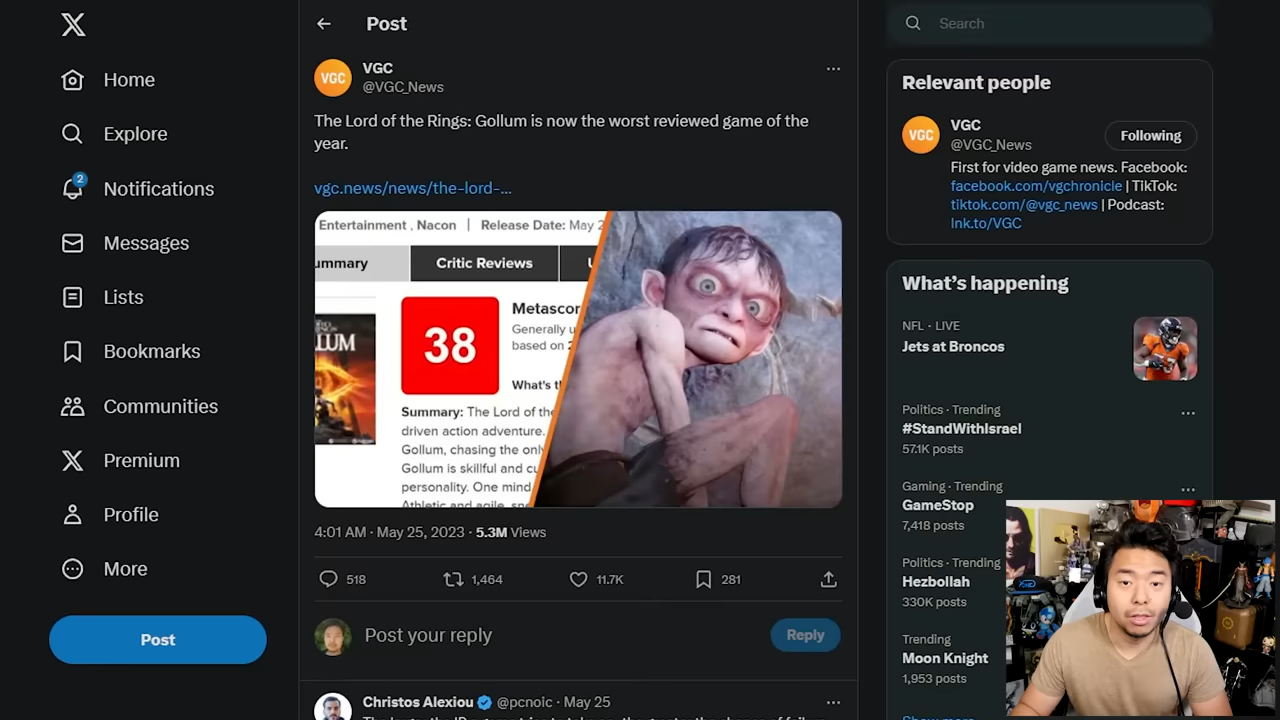 Home
Explore
2
Notifications
Messages
Lists
Bookmarks
Communities
Premium
Profile
More
Post
Post
VGC
VGC
@VGC_News
The Lord of the Rings: Gollum is now the worst reviewed game of the
year.
vgc.news/news/the-lord-...
Entertainment , Nacon | Release Date: May 2
ummary
Critic Reviews
38
Metascor
Generally u
based on 2
What's th
LUM
Summary: The Lord of the
driven action adventure.
Gollum, chasing the only
Gollum is skillful and cu
personality. One mind
Athletic and agile,
4:01 AM · May 25, 2023 · 5.3M Views
518
1,464
11.7K
281
Post your reply
Reply
Christos Alexiou @pcnoic · May 25
Search
Relevant people
VGC
VGC
@VGC_News
Following
First for video game news. Facebook:
facebook.com/vgchronicle | TikTok:
tiktok.com/@vgc_news | Podcast:
lnk.to/VGC
What's happening
NFL · LIVE
Jets at Broncos
Politics · Trending
#StandWithIsrael
57.1K posts
Gaming · Trending
GameStop
7,418 posts
Politics · Trending
Hezbollah
330K posts
Trending
Moon Knight
1,953 posts